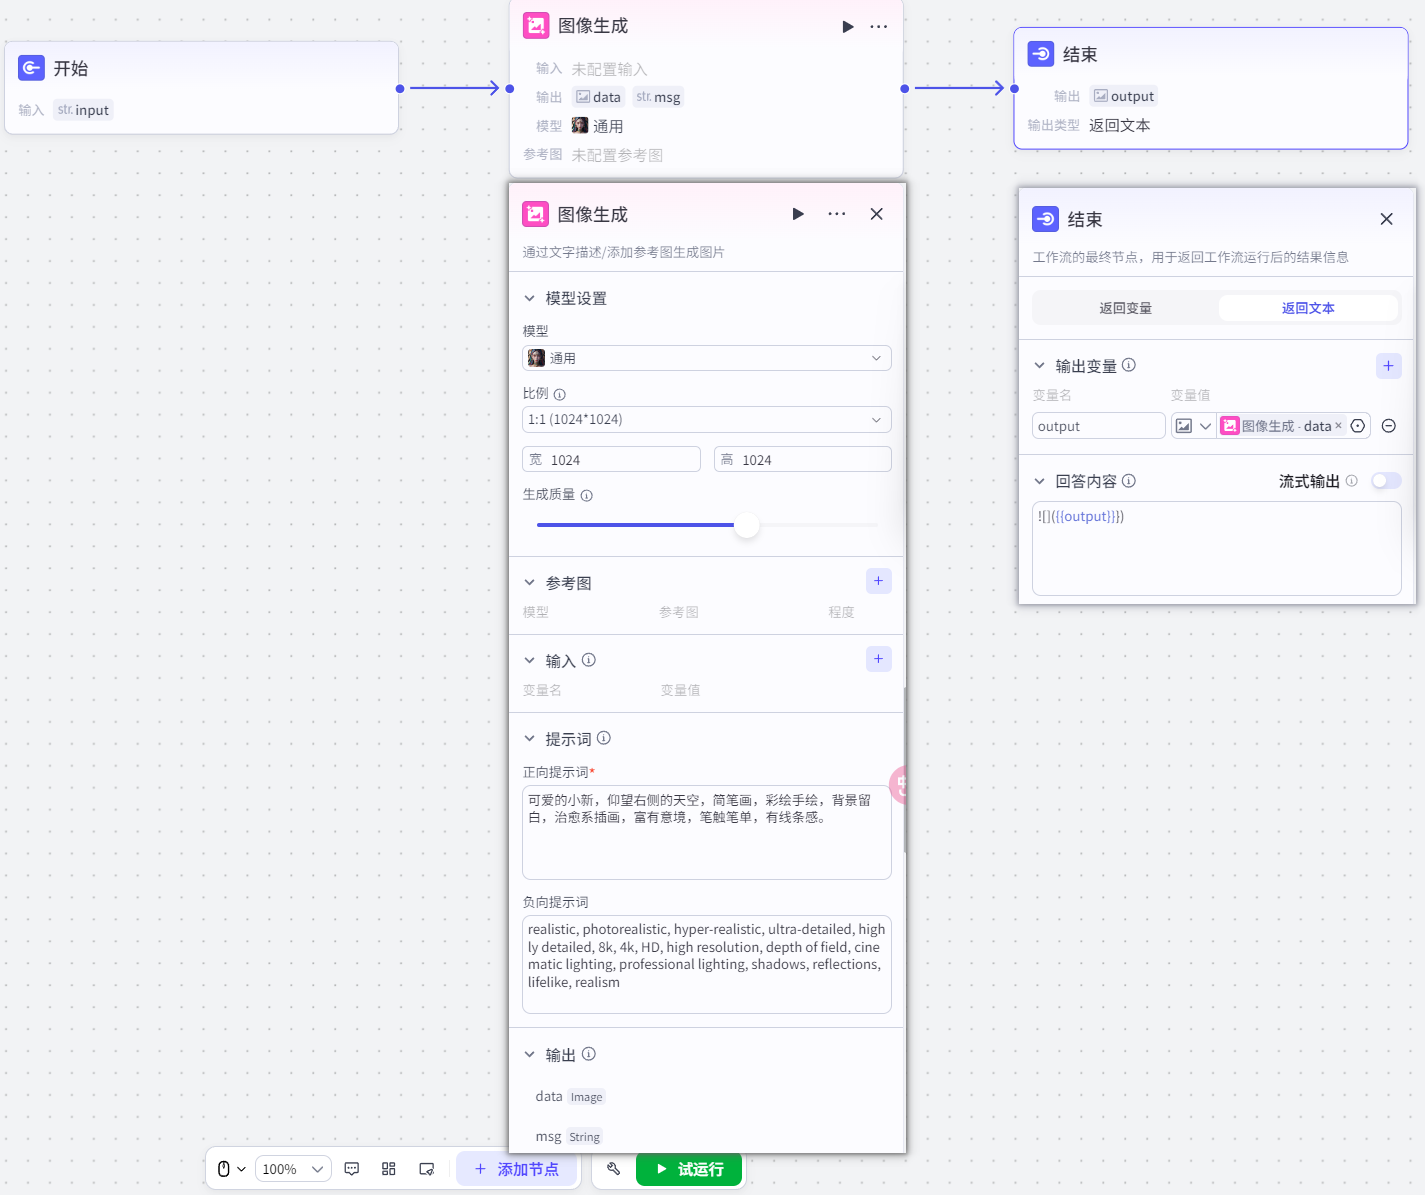 开始
输入 str. input
图像生成
输入 未配置输入
输出 data str. msg
模型 通用
参考图 未配置参考图
结束
输出 output
输出类型 返回文本
图像生成
通过文字描述/添加参考图生成图片
模型设置
模型
通用
比例
1:1 (1024*1024)
宽 1024 高 1024
生成质量
参考图
模型 参考图 程度
输入
变量名 变量值
提示词
正向提示词*
可爱的小新，仰望右侧的天空，简笔画，彩绘手绘，背景留
白，治愈系插画，富有意境，笔触笔单，有线条感。
负向提示词
realistic, photorealistic, hyper-realistic, ultra-detailed, high
ly detailed, 8k, 4k, HD, high resolution, depth of field, cine
matic lighting, professional lighting, shadows, reflections,
lifelike, realism
输出
data Image
msg String
结束
工作流的最终节点，用于返回工作流运行后的结果信息
返回变量 返回文本
输出变量
变量名 变量值
output 图像生成 - data ×
回答内容 流式输出
![]({{output}}})
100% + 添加节点 试运行